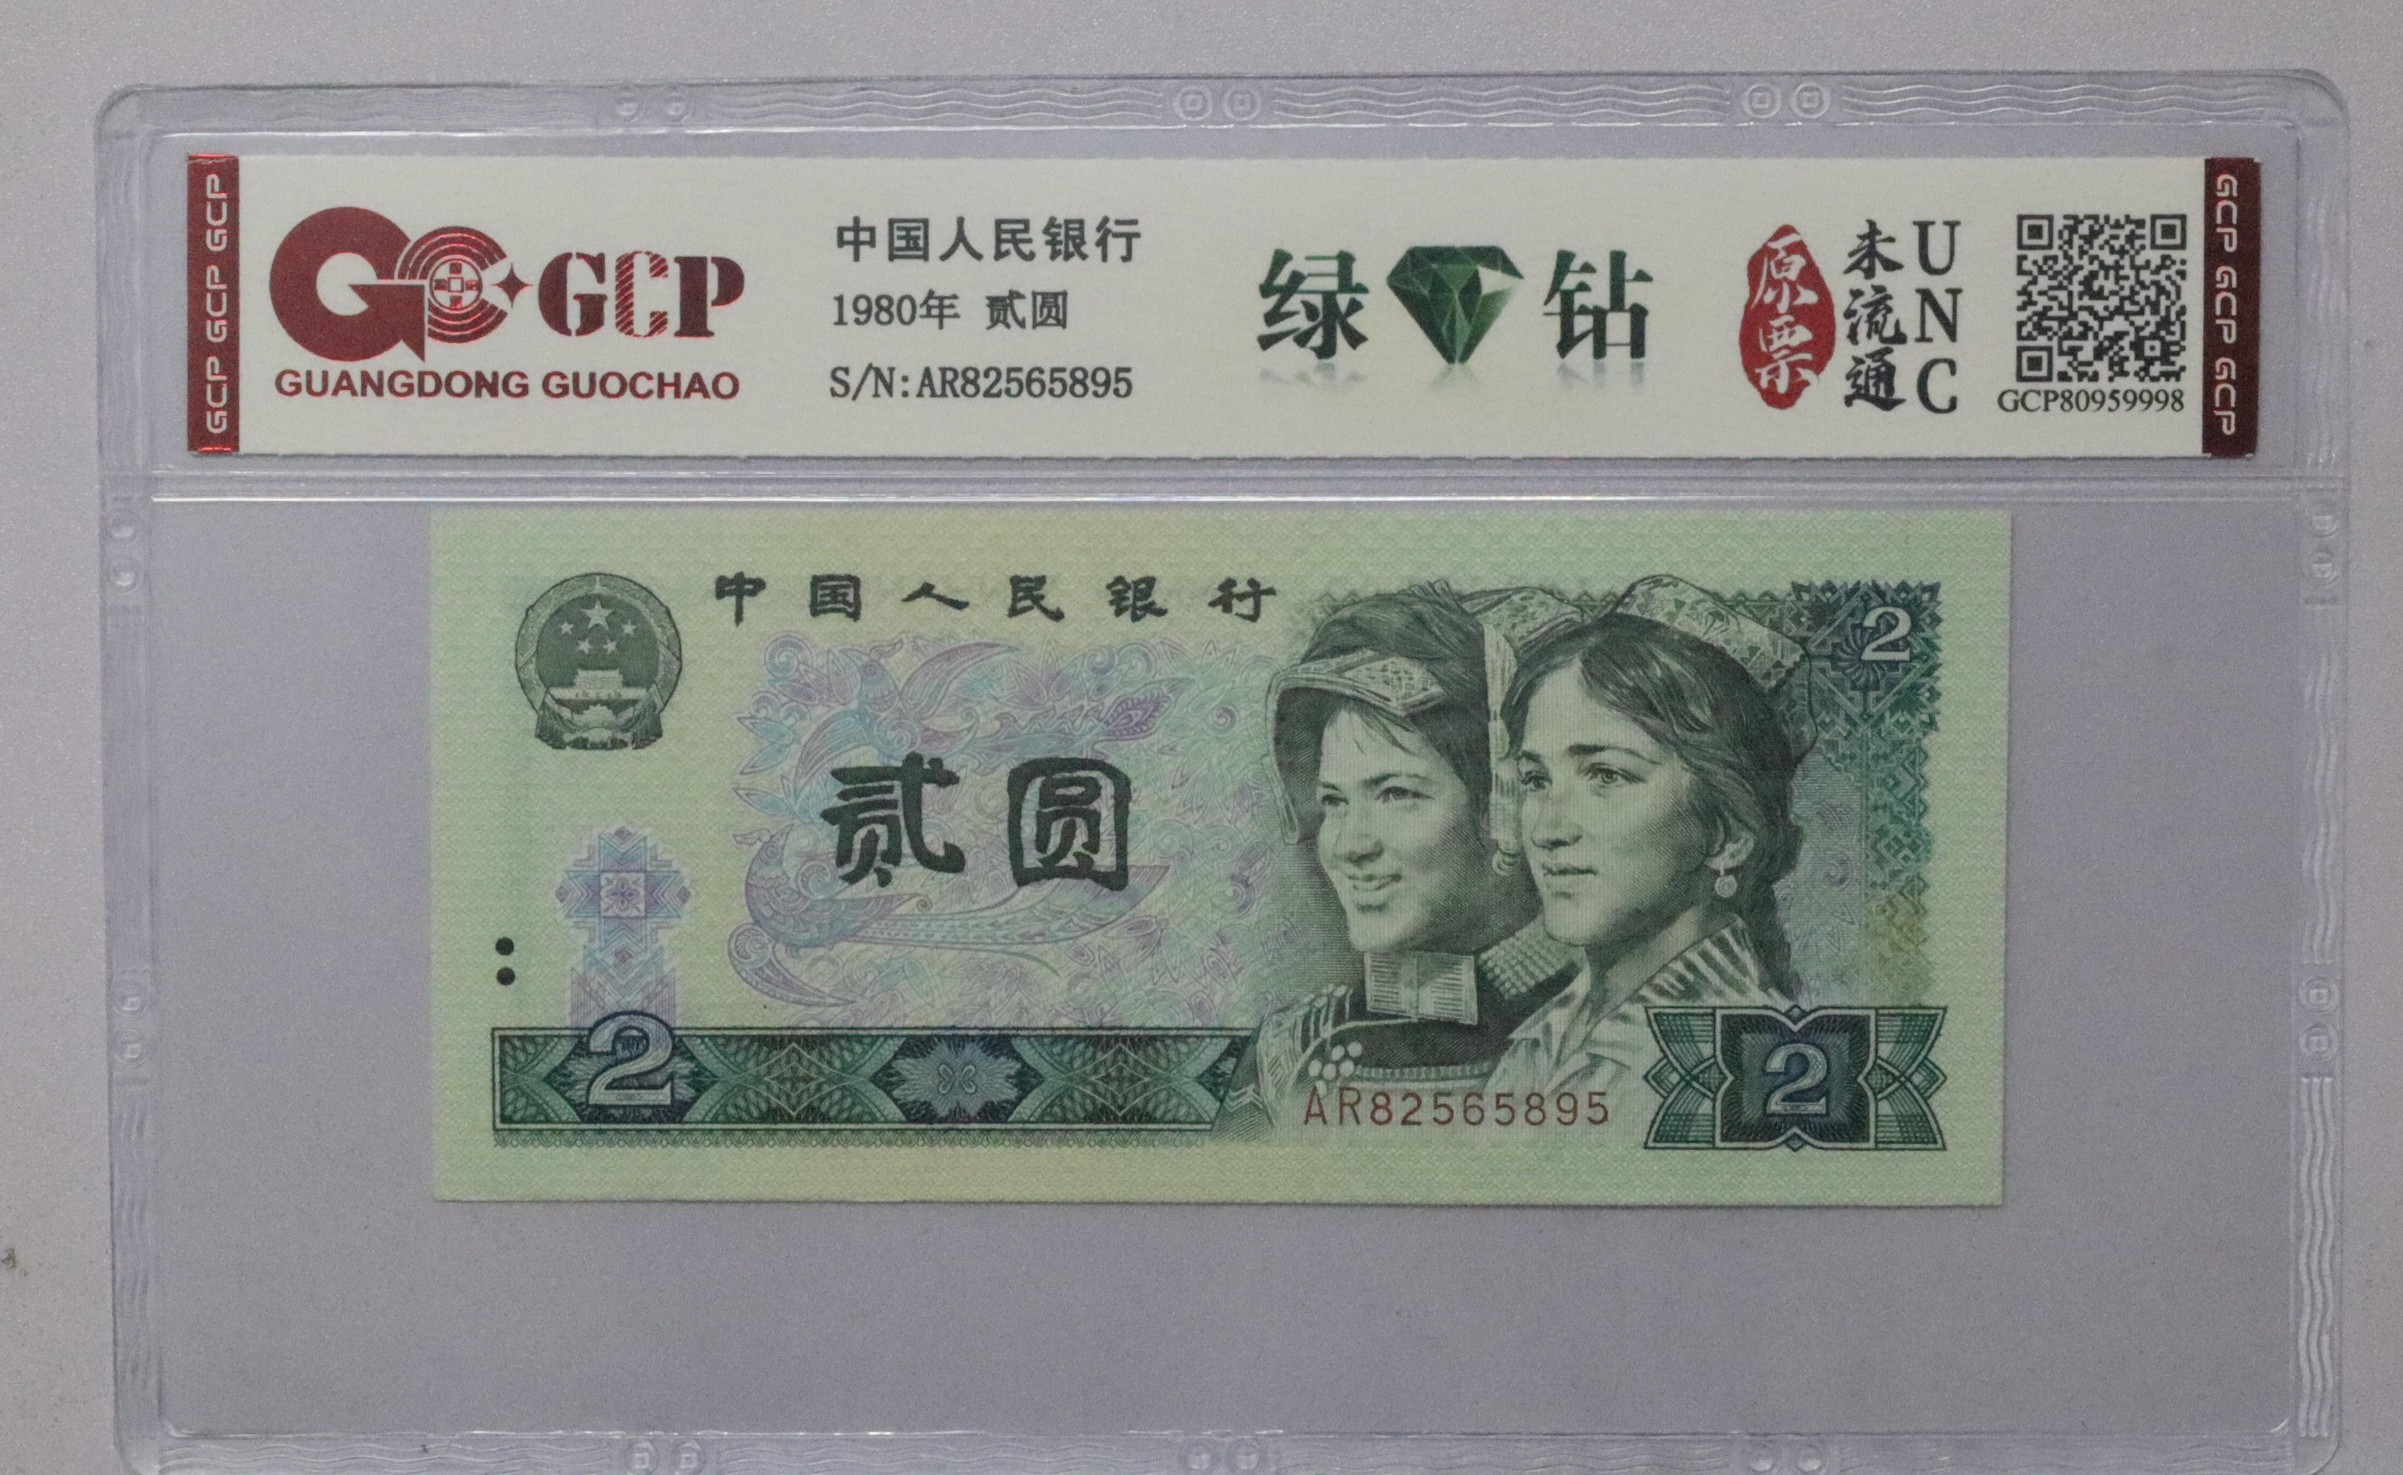 GCP GCP GCP
GCP
GUANGDONG GUOCHAO
中国人民银行
1980年 贰圆
S/N:AR82565895
绿钻
原票
未流通
UNC
GCP80959998
GCP GCP GCP
中国人民银行
2
贰圆
2
AR82565895
2